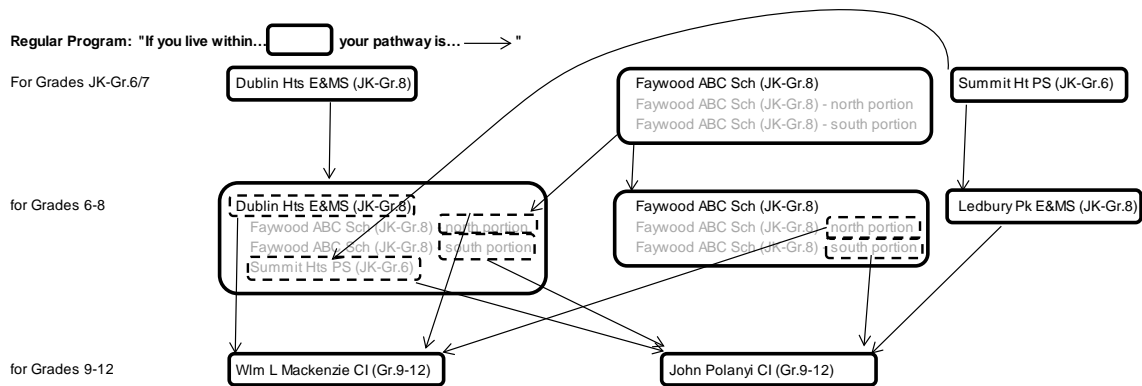 Regular Program: "If you live within... your pathway is... "
For Grades JK-Gr.6/7
Dublin Hts E&MS (JK-Gr.8)
Faywood ABC Sch (JK-Gr.8)
Faywood ABC Sch (JK-Gr.8) - north portion
Faywood ABC Sch (JK-Gr.8) - south portion
Summit Ht PS (JK-Gr.6)
for Grades 6-8
Dublin Hts E&MS (JK-Gr.8)
Faywood ABC Sch (JK-Gr.8) - north portion
Faywood ABC Sch (JK-Gr.8) - south portion
Summit Hts PS (JK-Gr.6)
Faywood ABC Sch (JK-Gr.8)
Faywood ABC Sch (JK-Gr.8) - north portion
Faywood ABC Sch (JK-Gr.8) - south portion
Ledbury Pk E&MS (JK-Gr.8)
for Grades 9-12
Wlm L Mackenzie CI (Gr.9-12)
John Polanyi CI (Gr.9-12)